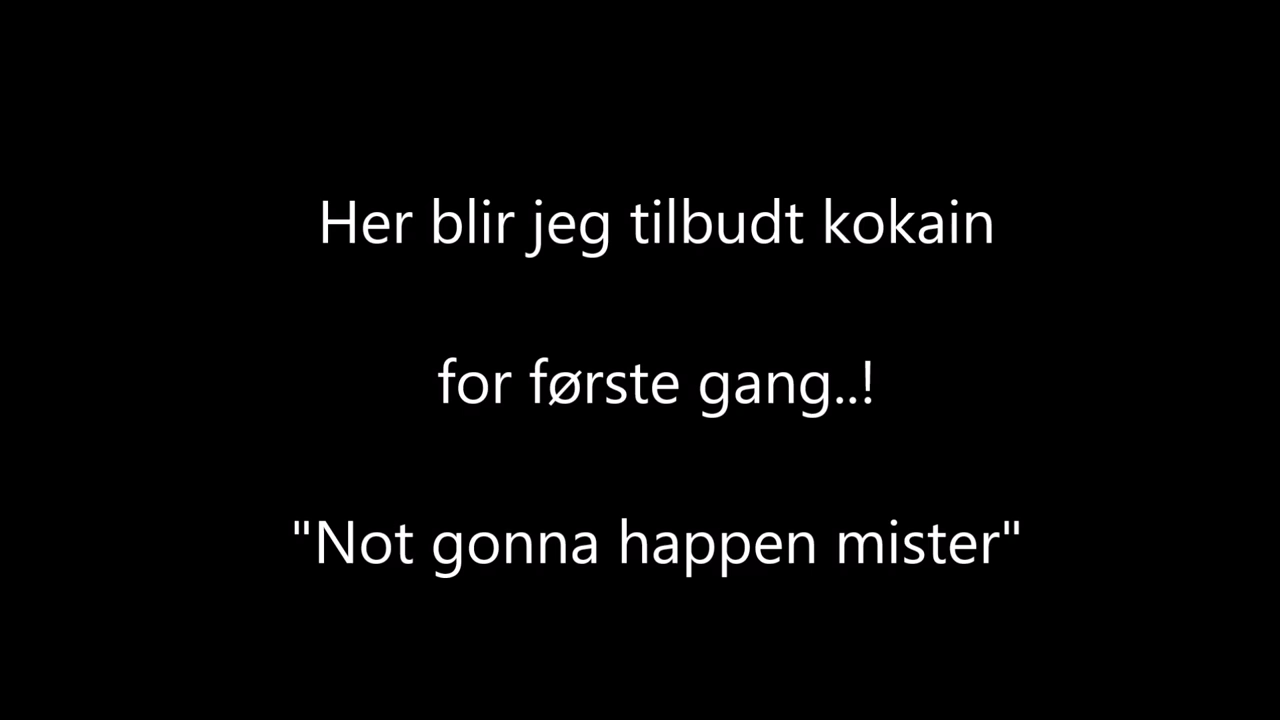 Her blir jeg tilbudt kokain
for første gang..!
"Not gonna happen mister"